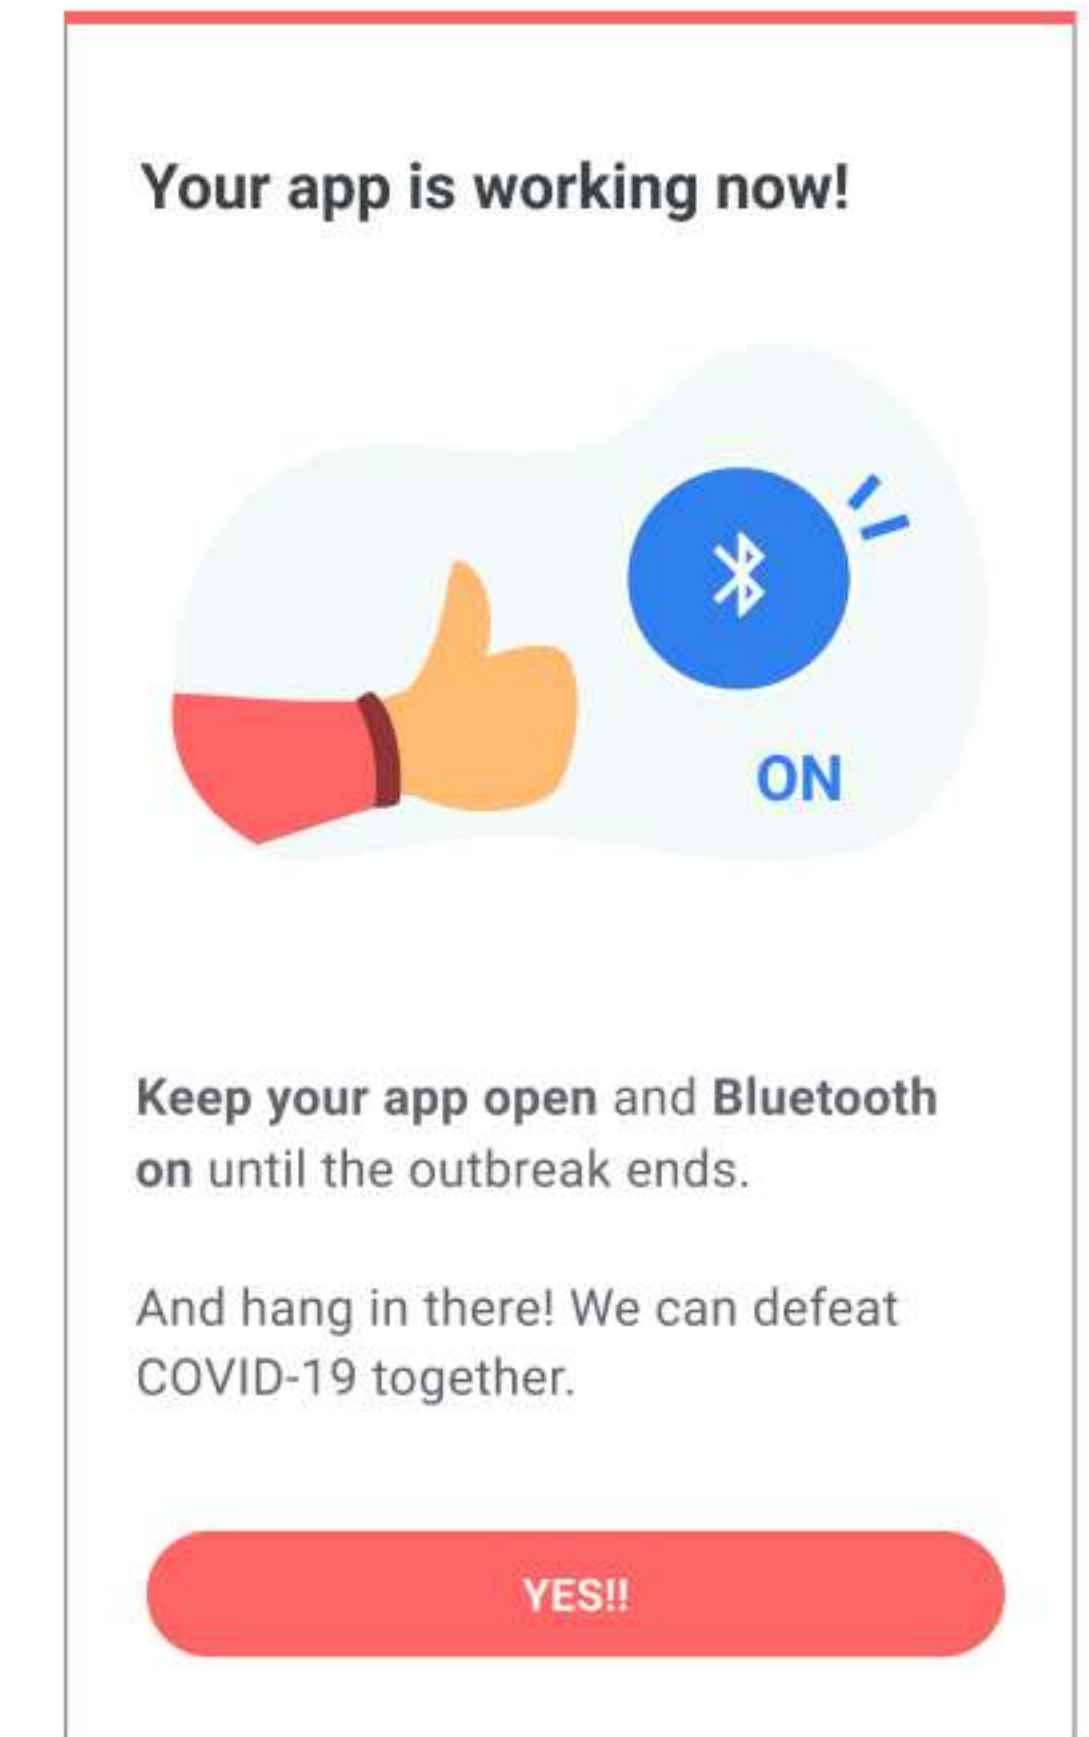 Your app is working now!
ON
Keep your app open and Bluetooth
on until the outbreak ends.
And hang in there! We can defeat
COVID-19 together.
YES!!